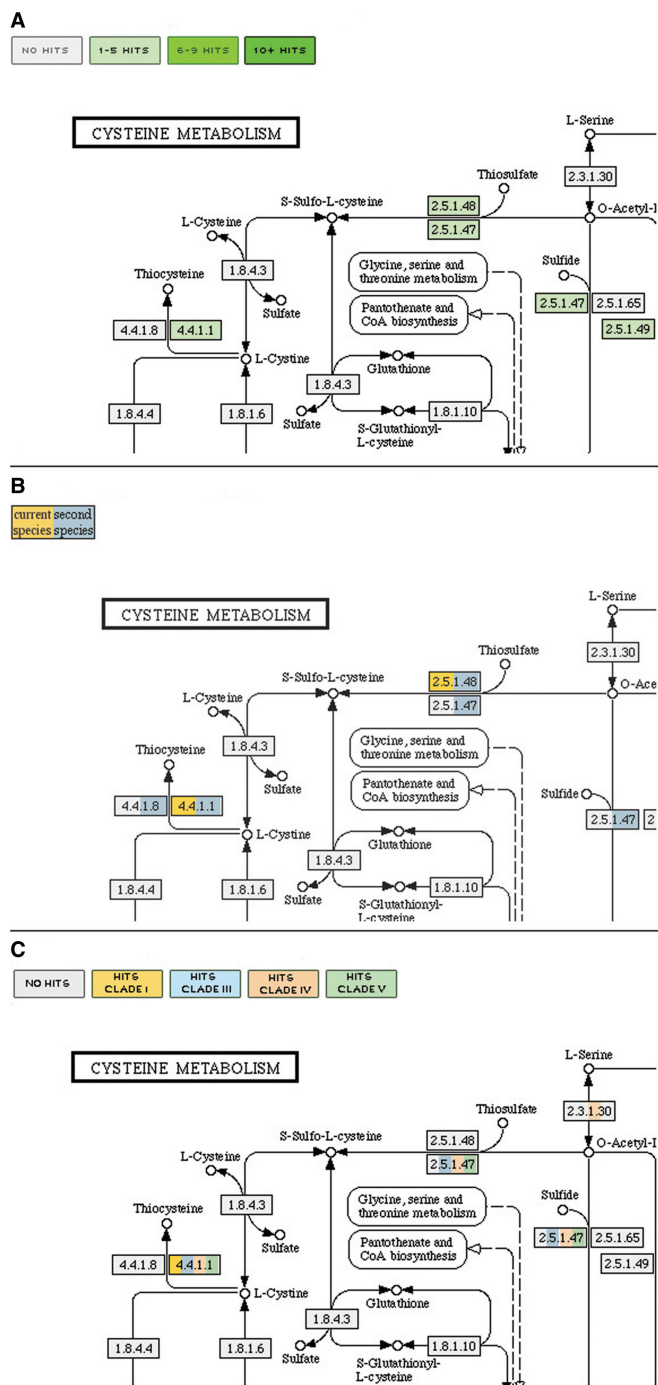 A
NO HITS
1-5 HITS
6-9 HITS
10+ HITS
CYSTEINE METABOLISM
L-Serine
2.3.1.30
Thiosulfate
S-Sulfo-L-cysteine
2.5.1.48
2.5.1.47
O-Acetyl-L
L-Cysteine
1.8.4.3
Sulfate
Thiocysteine
4.4.1.8
4.4.1.1
L-Cystine
1.8.4.4
1.8.1.6
Glycine, serine and
threonine metabolism
Pantothenate and
CoA biosynthesis
Sulfide
2.5.1.47
2.5.1.65
2.5.1.49
Glutathione
1.8.4.3
Sulfate
S-Glutathionyl-
L-cysteine
1.8.1.10
B
current second
species species
CYSTEINE METABOLISM
L-Serine
2.3.1.30
Thiosulfate
S-Sulfo-L-cysteine
2.5.1.48
2.5.1.47
O-Ace
L-Cysteine
1.8.4.3
Sulfate
Thiocysteine
4.4.1.8
4.4.1.1
L-Cystine
1.8.4.4
1.8.1.6
Glycine, serine and
threonine metabolism
Pantothenate and
CoA biosynthesis
Sulfide
2.5.1.47
2
Glutathione
1.8.4.3
Sulfate
S-Glutathionyl-
L-cysteine
1.8.1.10
C
NO HITS
HITS
CLADE I
HITS
CLADE III
HITS
CLADE IV
HITS
CLADE V
CYSTEINE METABOLISM
L-Serine
2.3.1.30
Thiosulfate
S-Sulfo-L-cysteine
2.5.1.48
2.5.1.47
O-Acetyl-L
L-Cysteine
1.8.4.3
Sulfate
Thiocysteine
4.4.1.8
4.4.1.1
L-Cystine
1.8.4.4
1.8.1.6
Glycine, serine and
threonine metabolism
Pantothenate and
CoA biosynthesis
Sulfide
2.5.1.47
2.5.1.65
2.5.1.49
Glutathione
1.8.4.3
Sulfate
S-Glutathionyl-
L-cysteine
1.8.1.10